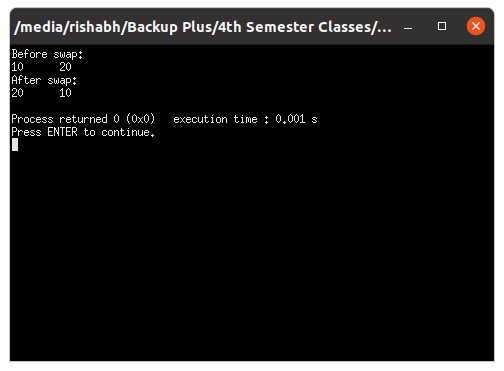 /media/rishabh/Backup Plus/4th Semester Classes/...
Before swap:
10      20
After swap:
20      10
Process returned 0 (0x0)   execution time : 0.001 s
Press ENTER to continue.